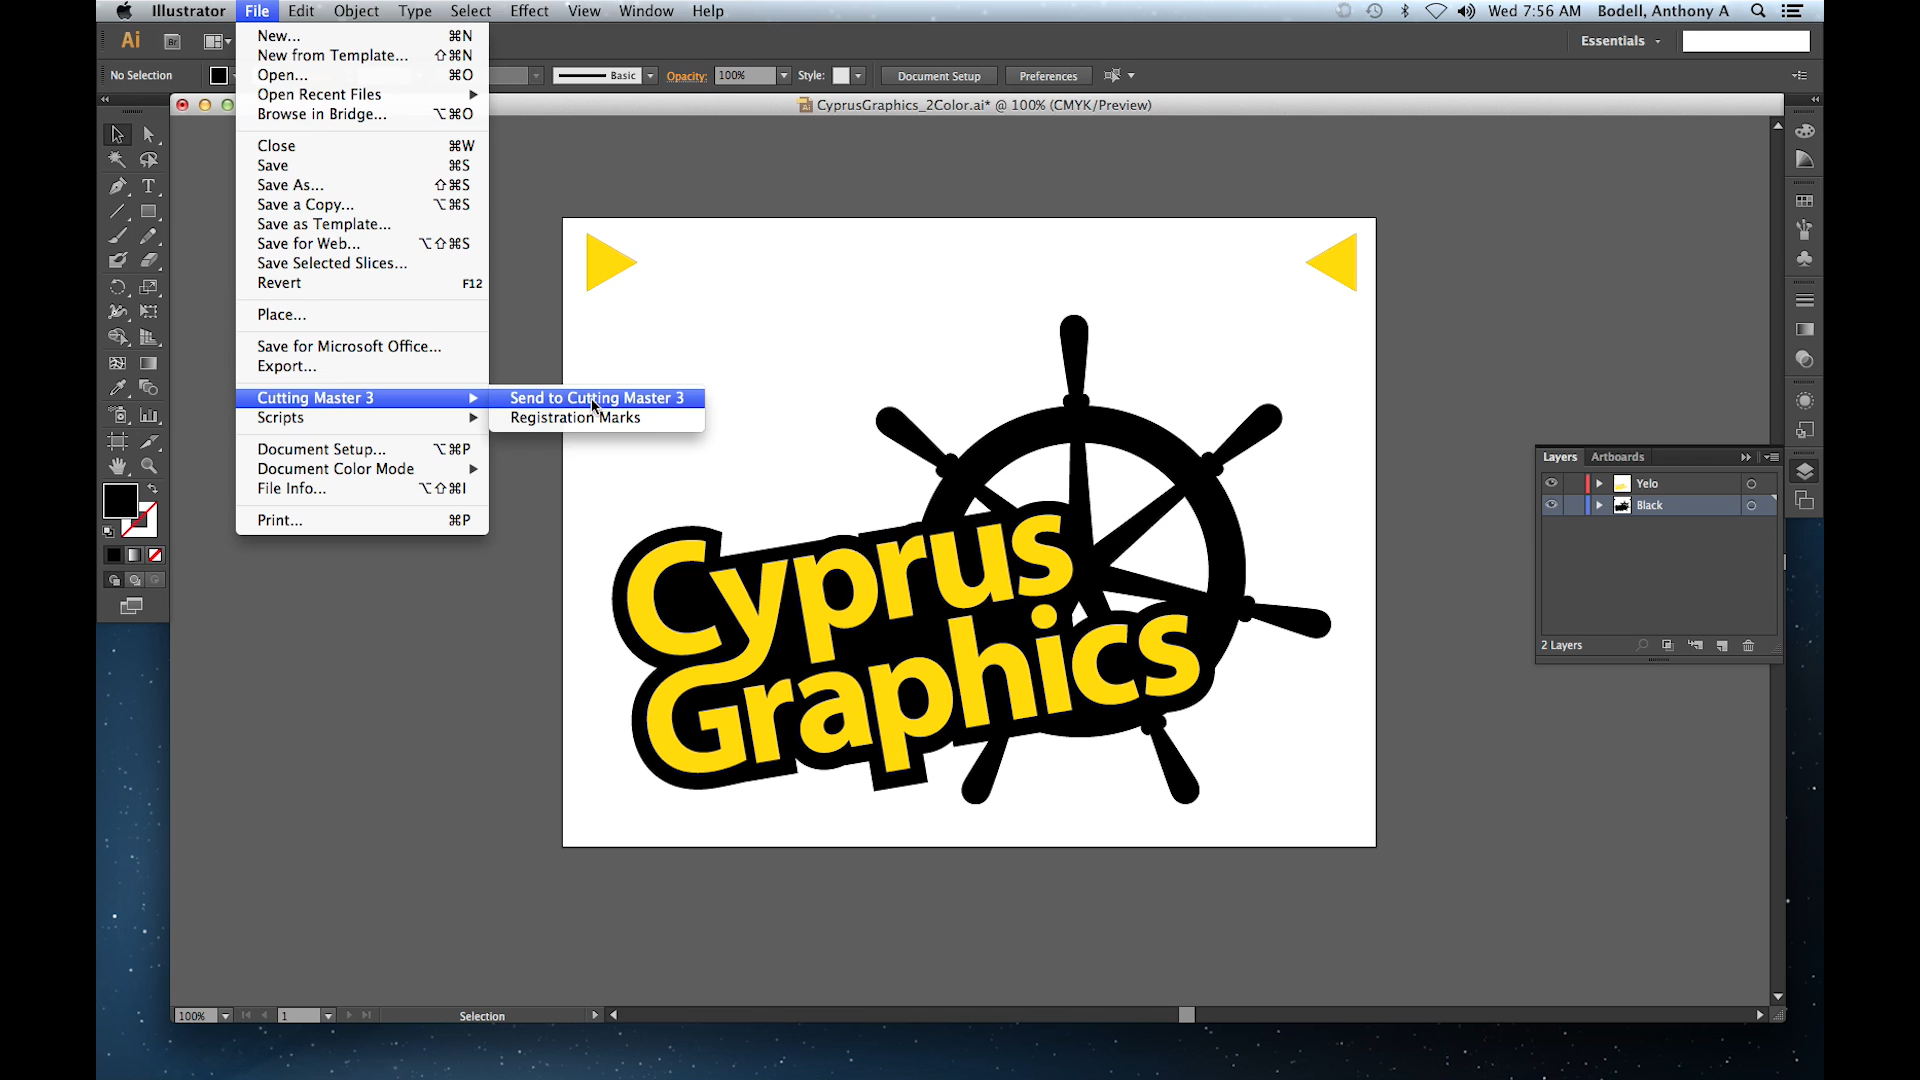 Illustrator File Edit Object Type Select Effect View Window Help Wed 7:56 AM Bodell, Anthony A
Ai Br Essentials
No Selection Basic Opacity: 100% Style: Document Setup Preferences
CyprusGraphics_2Color.ai* @ 100% (CMYK/Preview)
New... ⌘N
New from Template... ⇧⌘N
Open... ⌘O
Open Recent Files
Browse in Bridge... ⌥⌘O
Close ⌘W
Save ⌘S
Save As... ⇧⌘S
Save a Copy... ⌥⌘S
Save as Template...
Save for Web... ⌥⇧⌘S
Save Selected Slices...
Revert F12
Place...
Save for Microsoft Office...
Export...
Cutting Master 3
Scripts
Document Setup... ⌥⌘P
Document Color Mode
File Info... ⌥⇧⌘I
Print... ⌘P
Send to Cutting Master 3
Registration Marks
Cyprus
Graphics
Layers Artboards
Yelo
Black
2 Layers
100% 1 Selection